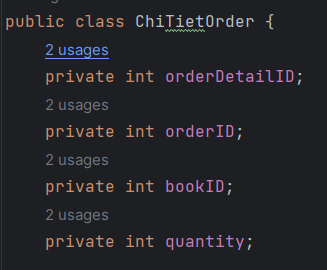 public class ChiTietOrder {
2 usages
private int orderDetailID;
2 usages
private int orderID;
2 usages
private int bookID;
2 usages
private int quantity;